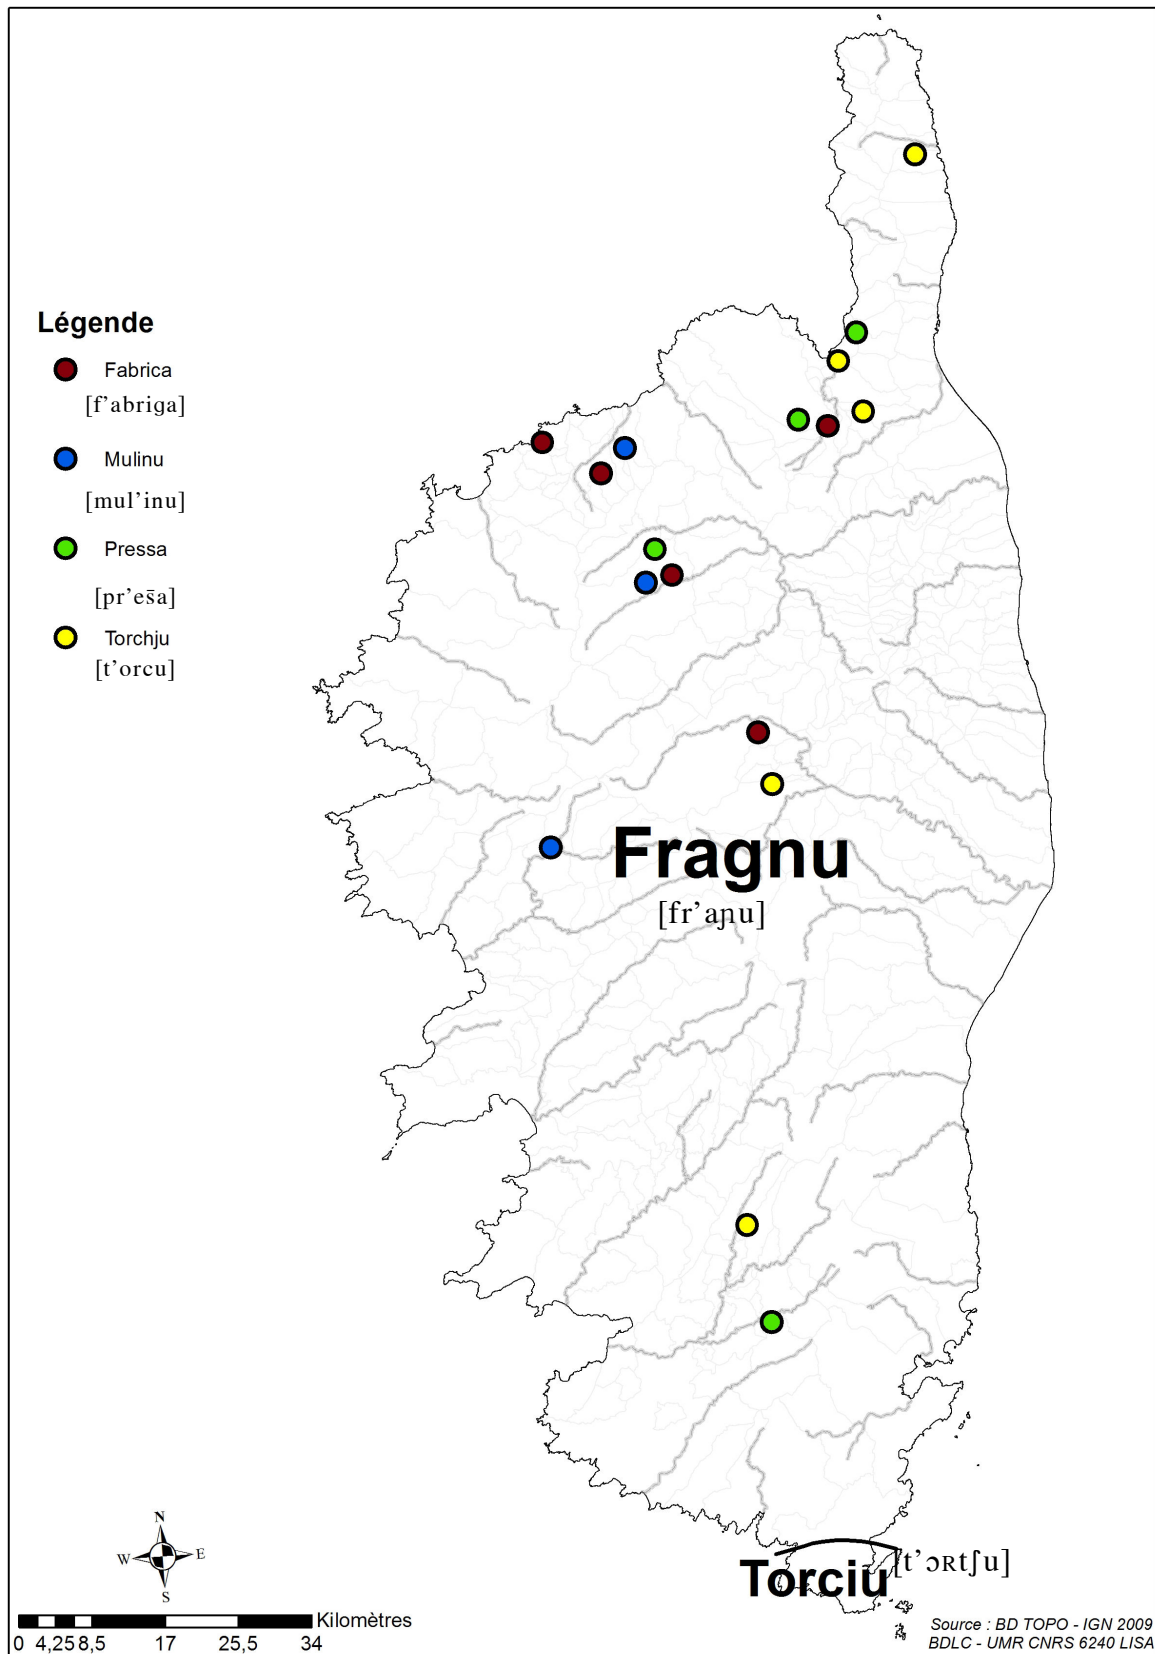 Légende
Fabrica
[f'abriga]
Mulinu
[mul'inu]
Pressa
[pr'es̄a]
Torchju
[t'orcu]
Fragnu
[fr'aɲu]
Torciu
[t'ɔʀtʃu]
N
W E
S
Kilomètres
0 4,25 8,5 17 25,5 34
Source : BD TOPO - IGN 2009
BDLC - UMR CNRS 6240 LISA